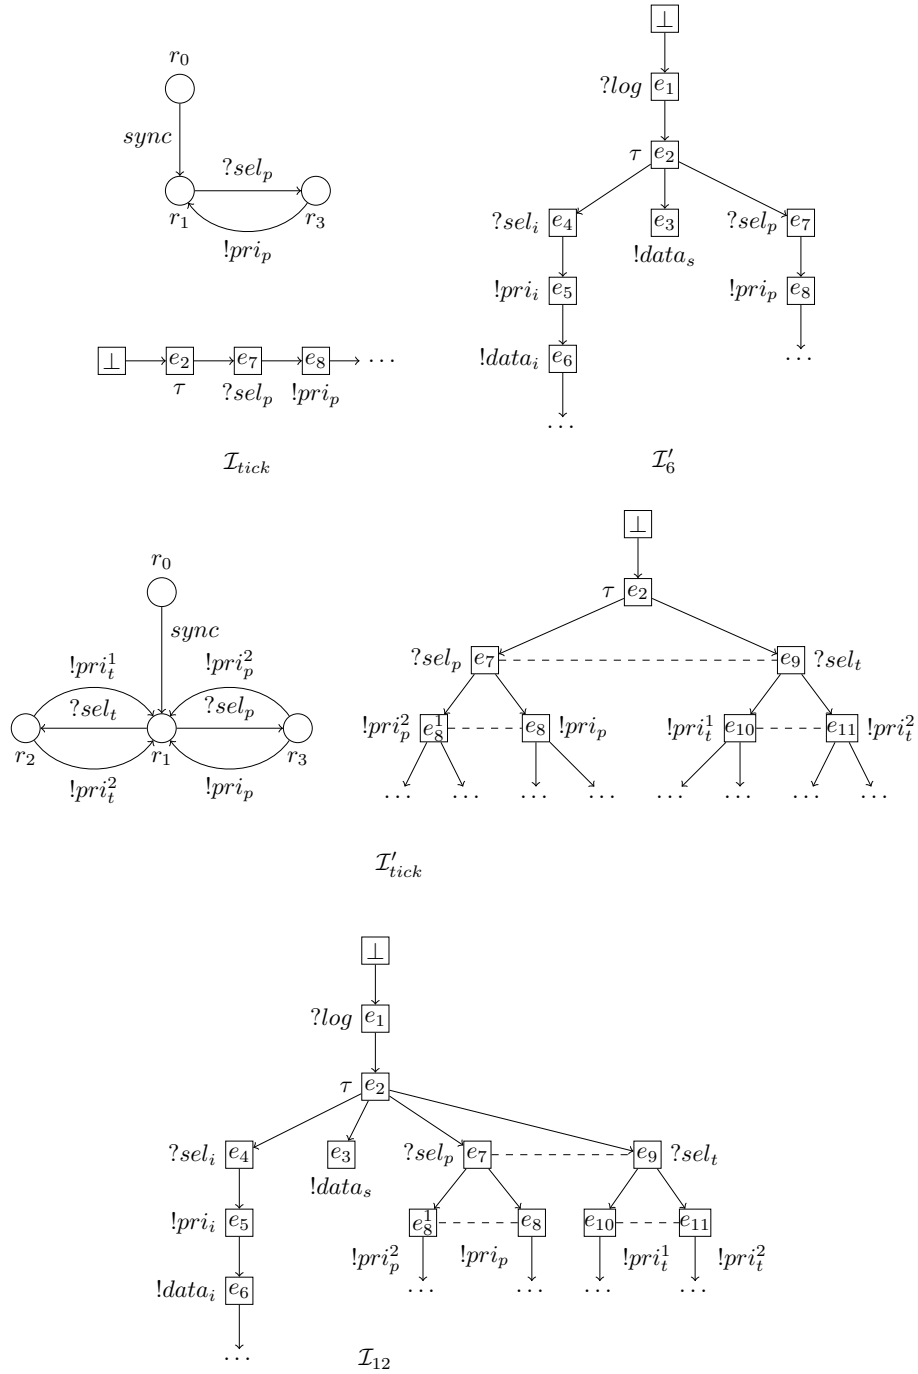 r₀
sync
?selₚ
r₁
r₃
!priₚ
⊥
e₂
e₇
e₈
…
τ
?selₚ
!priₚ
ℐ_tick
⊥
?log
e₁
τ
e₂
?selᵢ
e₄
e₃
?selₚ
e₇
!dataₛ
!priᵢ
e₅
!priₚ
e₈
!dataᵢ
e₆
…
…
ℐ′₆
r₀
sync
!pri¹ₜ
!pri²ₚ
?selₜ
?selₚ
r₂
r₁
r₃
!pri²ₜ
!priₚ
⊥
τ
e₂
?selₚ
e₇
e₉
?selₜ
!pri²ₚ
e¹₈
e₈
!priₚ
!pri¹ₜ
e₁₀
e₁₁
!pri²ₜ
… … … … … … … …
ℐ′_tick
⊥
?log
e₁
τ
e₂
?selᵢ
e₄
e₃
?selₚ
e₇
e₉
?selₜ
!dataₛ
!priᵢ
e₅
e¹₈
e₈
e₁₀
e₁₁
!pri²ₚ
!priₚ
!pri¹ₜ
!pri²ₜ
!dataᵢ
e₆
… … … …
…
ℐ₁₂